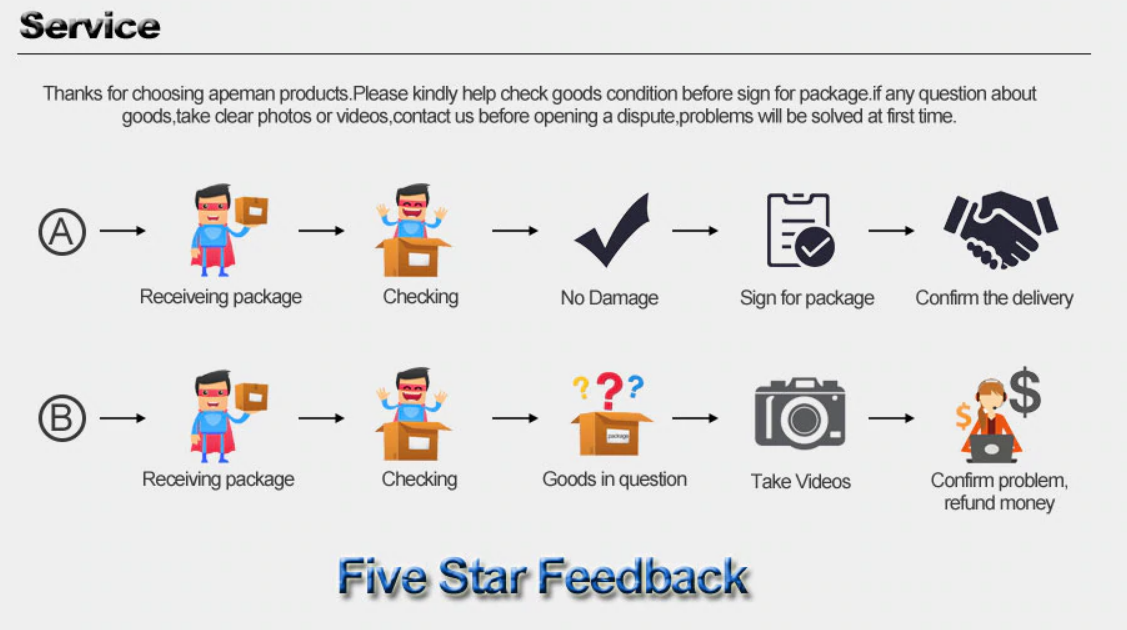 Service
Thanks for choosing apeman products.Please kindly help check goods condition before sign for package.if any question about
goods,take clear photos or videos,contact us before opening a dispute,problems will be solved at first time.
A
Receiveing package
Checking
No Damage
Sign for package
Confirm the delivery
B
??? 
package
$
$
Receiving package
Checking
Goods in question
Take Videos
Confirm problem,
refund money
Five Star Feedback